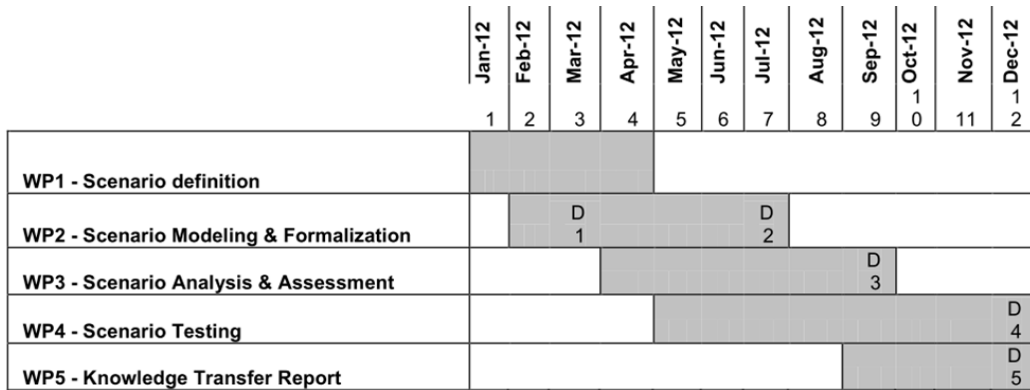 Jan-12 Feb-12 Mar-12 Apr-12 May-12 Jun-12 Jul-12 Aug-12 Sep-12 Oct-12 Nov-12 Dec-12
1 1
1 2 3 4 5 6 7 8 9 0 11 2
WP1 - Scenario definition
D D
WP2 - Scenario Modeling & Formalization 1 2
D
WP3 - Scenario Analysis & Assessment 3
D
WP4 - Scenario Testing 4
D
WP5 - Knowledge Transfer Report 5